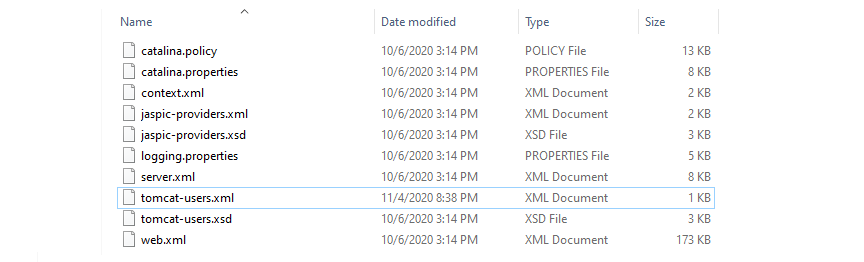 Name Date modified Type Size
catalina.policy 10/6/2020 3:14 PM POLICY File 13 KB
catalina.properties 10/6/2020 3:14 PM PROPERTIES File 8 KB
context.xml 10/6/2020 3:14 PM XML Document 2 KB
jaspic-providers.xml 10/6/2020 3:14 PM XML Document 2 KB
jaspic-providers.xsd 10/6/2020 3:14 PM XSD File 3 KB
logging.properties 10/6/2020 3:14 PM PROPERTIES File 5 KB
server.xml 10/6/2020 3:14 PM XML Document 8 KB
tomcat-users.xml 11/4/2020 8:38 PM XML Document 1 KB
tomcat-users.xsd 10/6/2020 3:14 PM XSD File 3 KB
web.xml 10/6/2020 3:14 PM XML Document 173 KB